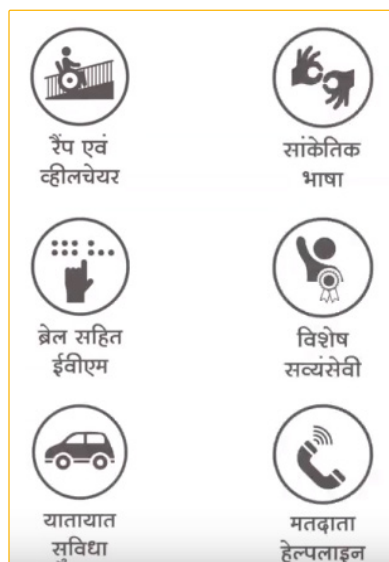 रैंप एवं
व्हीलचेयर
सांकेतिक
भाषा
ब्रेल सहित
ईवीएम
विशेष
सव्यंसेवी
यातायात
सुविधा
मतदाता
हेल्पलाइन